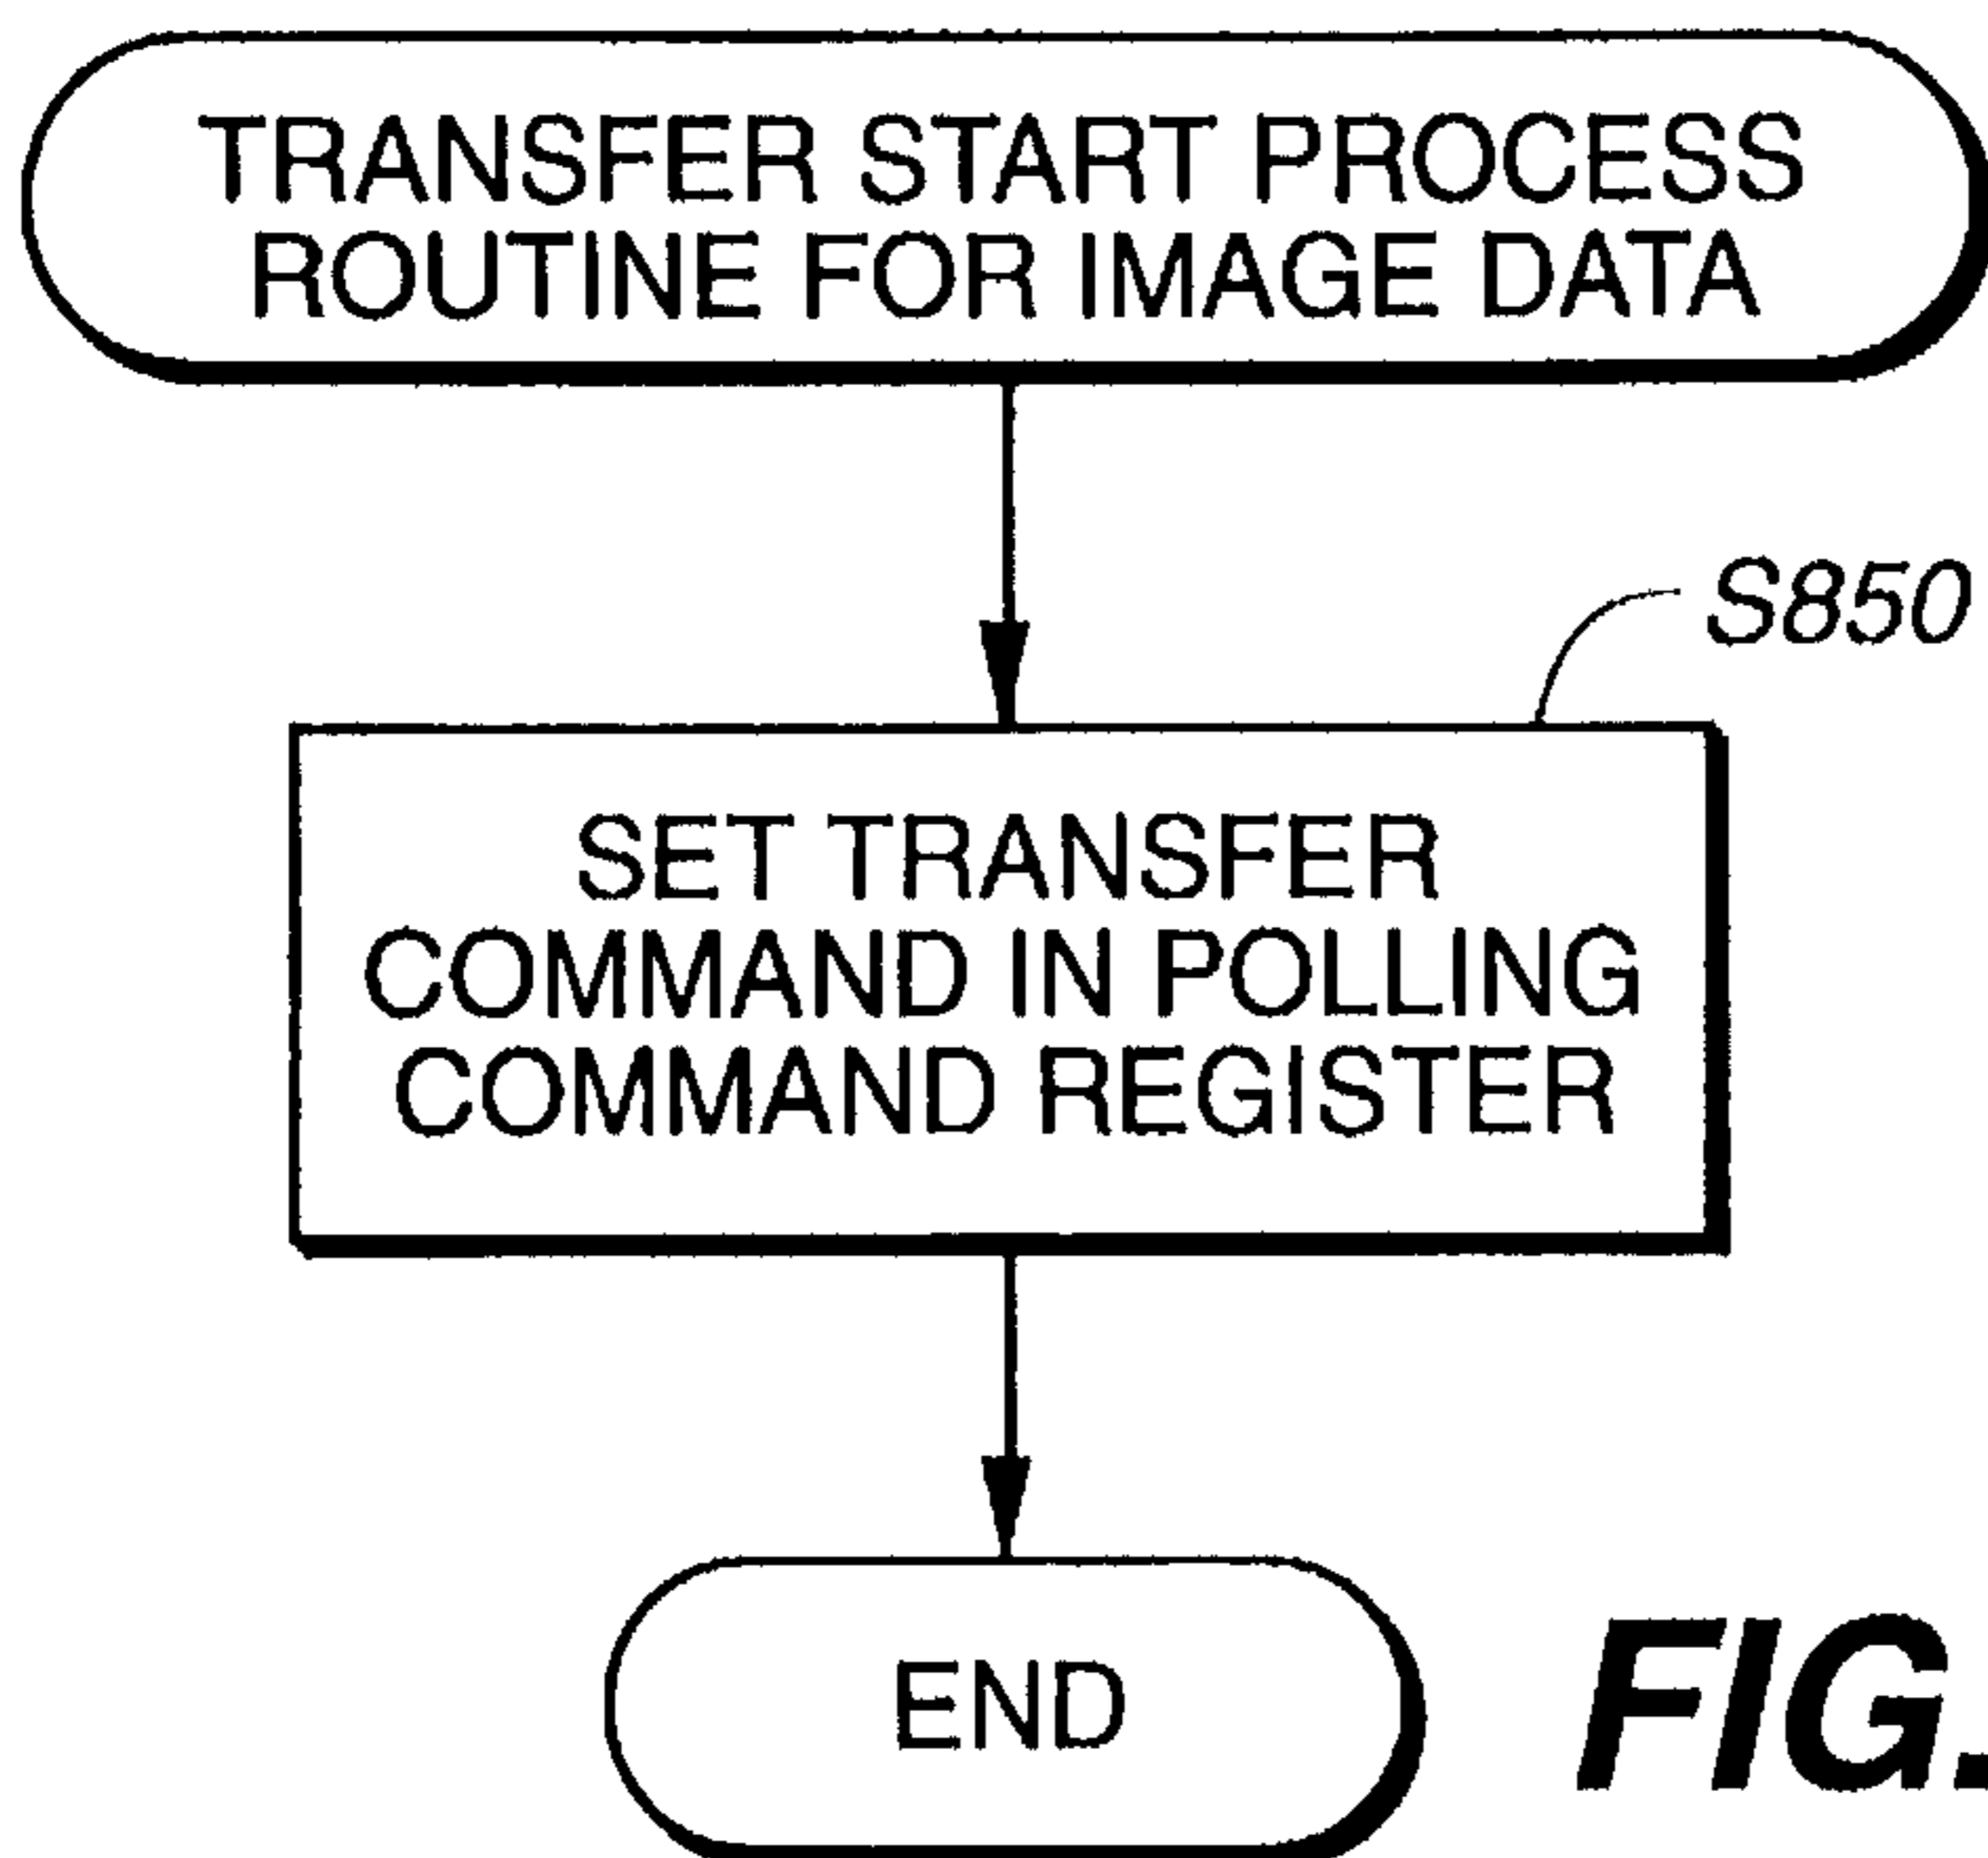 TRANSFER START PROCESS
ROUTINE FOR IMAGE DATA
S850
SET TRANSFER
COMMAND IN POLLING
COMMAND REGISTER
END
FIG.